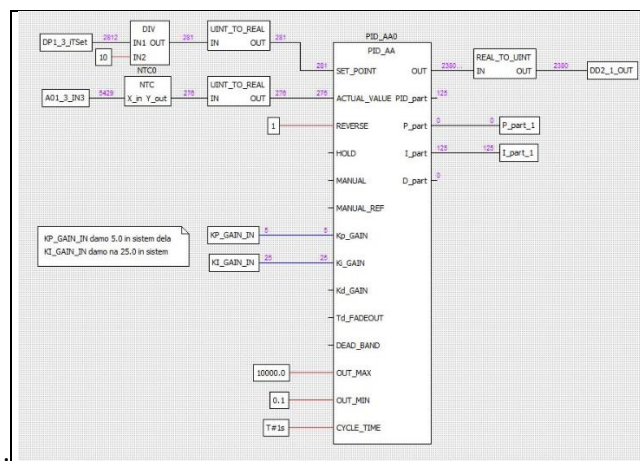 DIV
UINT_TO_REAL
PID_AA0
DP1_3_jTSet 2812 IN1 OUT 281 IN OUT 281
PID_AA
REAL_TO_UINT
10 IN2
281 SET_POINT OUT 2380... IN OUT 2380 DD2_1_OUT
NTC0
NTC
UINT_TO_REAL
A01_3_IN3 5429 X_in Y_out 276 IN OUT 276 276 ACTUAL_VALUE PID_part 125
1 REVERSE P_part 0 0 P_part_1
HOLD I_part 125 125 I_part_1
MANUAL D_part 0
MANUAL_REF
KP_GAIN_IN 5 5 Kp_GAIN
KP_GAIN_IN damo 5.0 in sistem dela
KI_GAIN_IN damo na 25.0 in sistem
KI_GAIN_IN 25 25 Ki_GAIN
Kd_GAIN
Td_FADEOUT
DEAD_BAND
10000.0 OUT_MAX
0.1 OUT_MIN
T#1s CYCLE_TIME